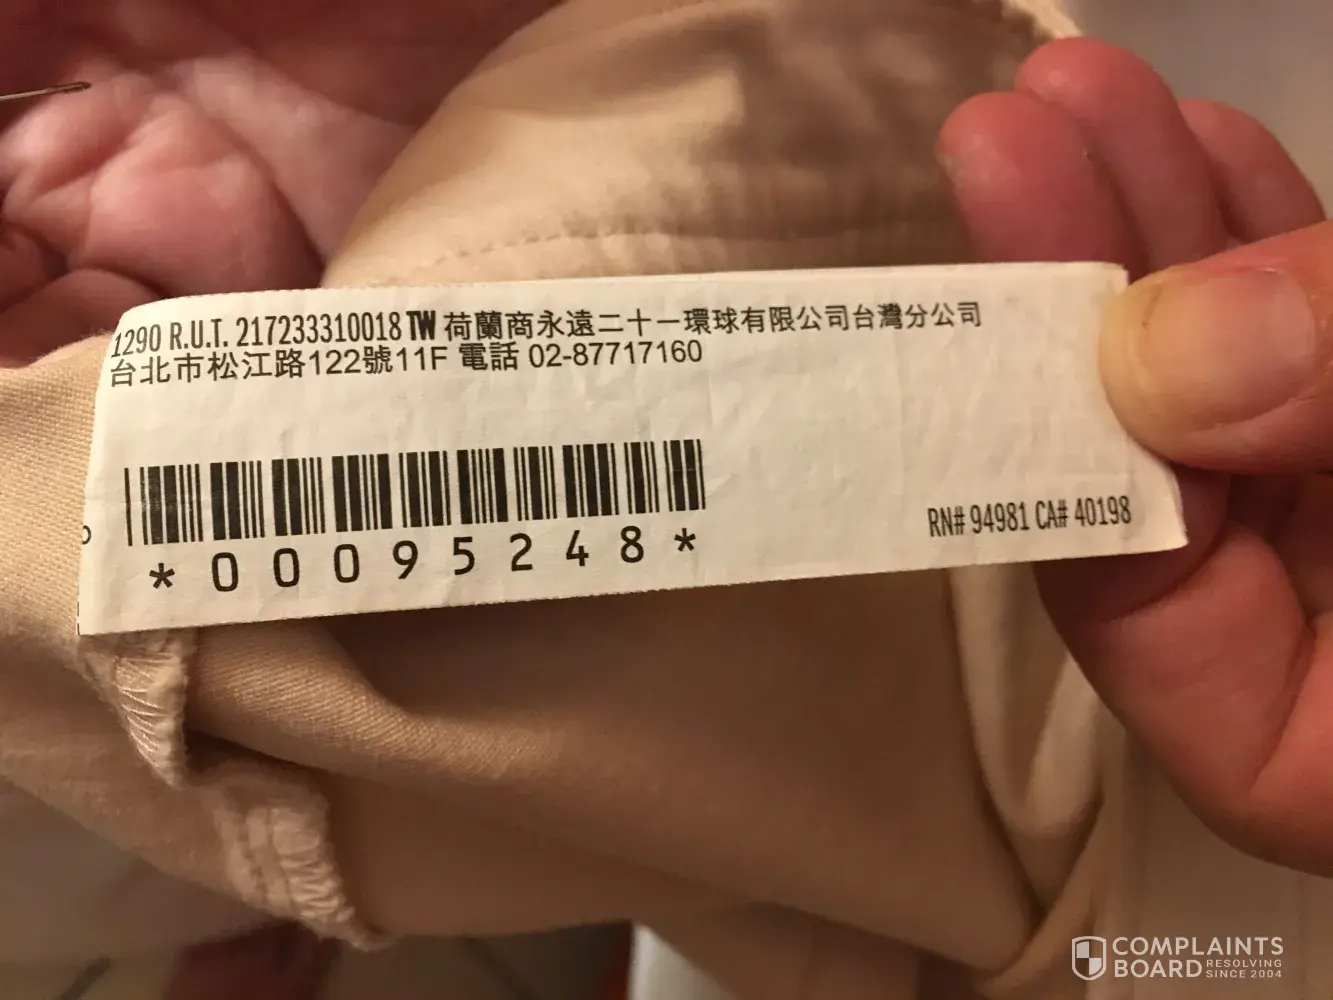 1290 R.U.T. 217233310018 TW 荷蘭商永遠二十一環球有限公司台灣分公司
台北市松江路122號11F 電話 02-87717160
*00095248*
RN# 94981 CA# 40198
COMPLAINTS
BOARD RESOLVING
SINCE 2004